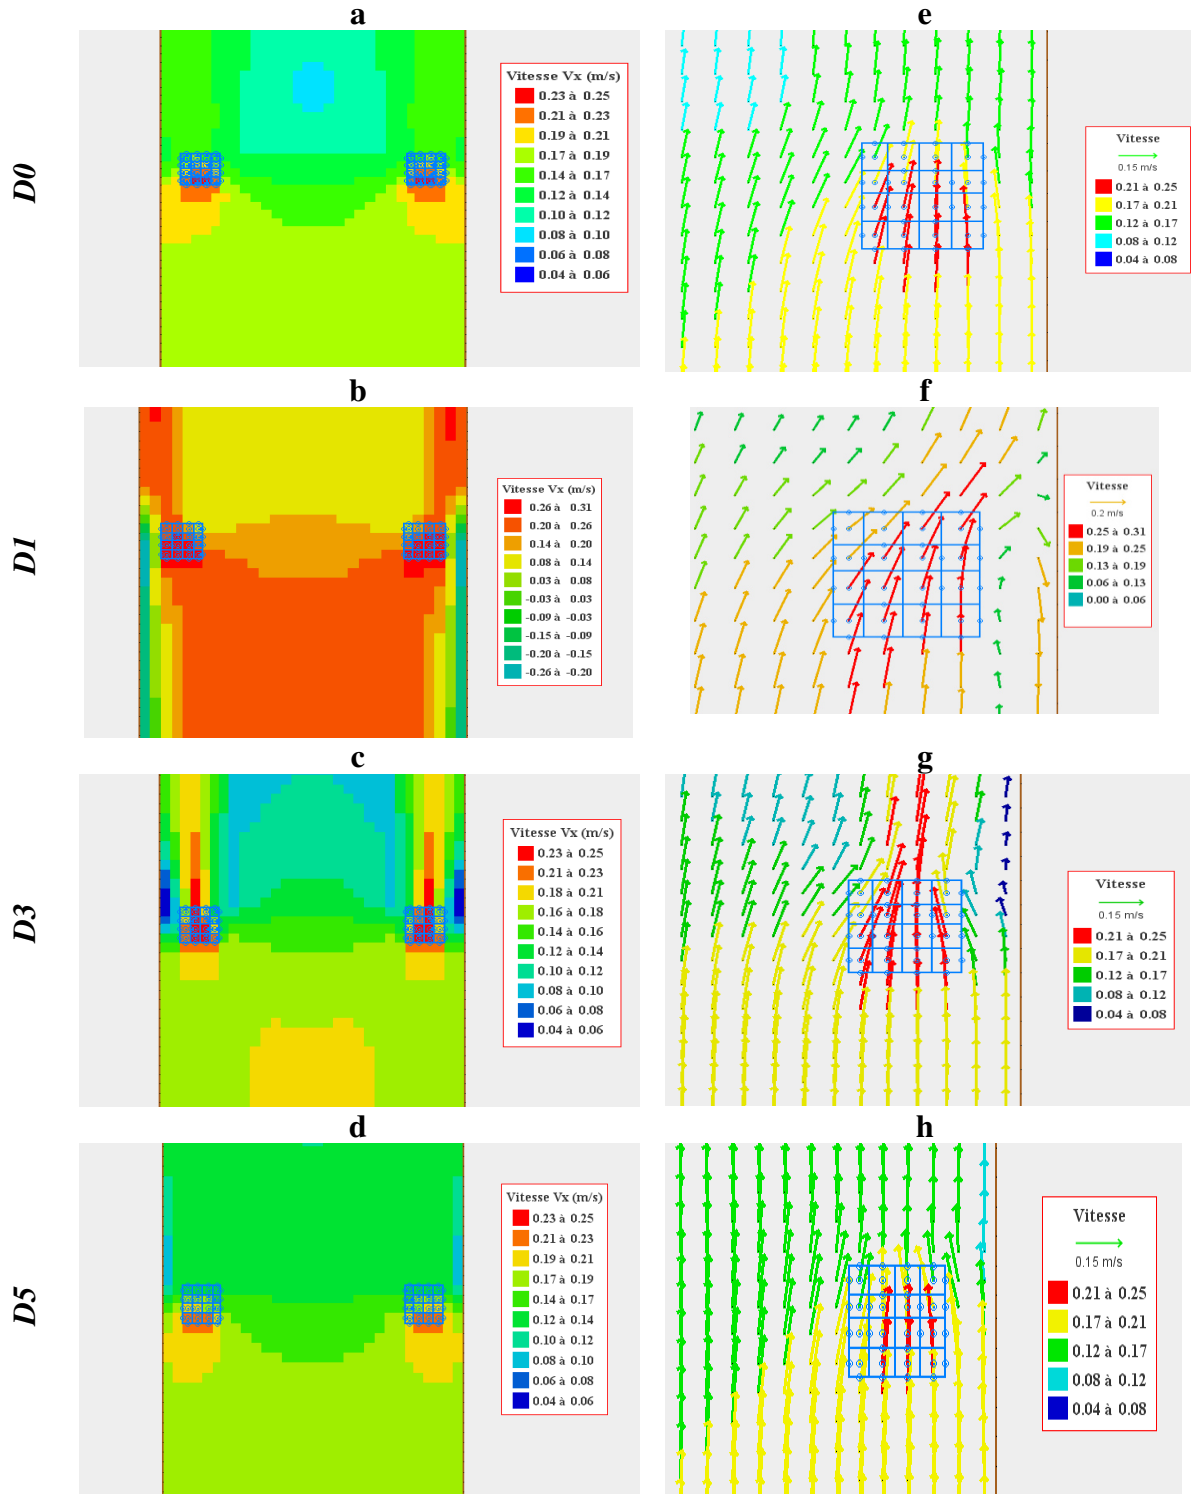 a
e
D0
Vitesse Vx (m/s)
0.23 à 0.25
0.21 à 0.23
0.19 à 0.21
0.17 à 0.19
0.14 à 0.17
0.12 à 0.14
0.10 à 0.12
0.08 à 0.10
0.06 à 0.08
0.04 à 0.06
Vitesse
0.15 m/s
0.21 à 0.25
0.17 à 0.21
0.12 à 0.17
0.08 à 0.12
0.04 à 0.08
b
f
D1
Vitesse Vx (m/s)
0.26 à 0.31
0.20 à 0.26
0.14 à 0.20
0.08 à 0.14
0.03 à 0.08
-0.03 à 0.03
-0.09 à -0.03
-0.15 à -0.09
-0.20 à -0.15
-0.26 à -0.20
Vitesse
0.2 m/s
0.25 à 0.31
0.19 à 0.25
0.13 à 0.19
0.06 à 0.13
0.00 à 0.06
c
g
D3
Vitesse Vx (m/s)
0.23 à 0.25
0.21 à 0.23
0.18 à 0.21
0.16 à 0.18
0.14 à 0.16
0.12 à 0.14
0.10 à 0.12
0.08 à 0.10
0.06 à 0.08
0.04 à 0.06
Vitesse
0.15 m/s
0.21 à 0.25
0.17 à 0.21
0.12 à 0.17
0.08 à 0.12
0.04 à 0.08
d
h
D5
Vitesse Vx (m/s)
0.23 à 0.25
0.21 à 0.23
0.19 à 0.21
0.17 à 0.19
0.14 à 0.17
0.12 à 0.14
0.10 à 0.12
0.08 à 0.10
0.06 à 0.08
0.04 à 0.06
Vitesse
0.15 m/s
0.21 à 0.25
0.17 à 0.21
0.12 à 0.17
0.08 à 0.12
0.04 à 0.08